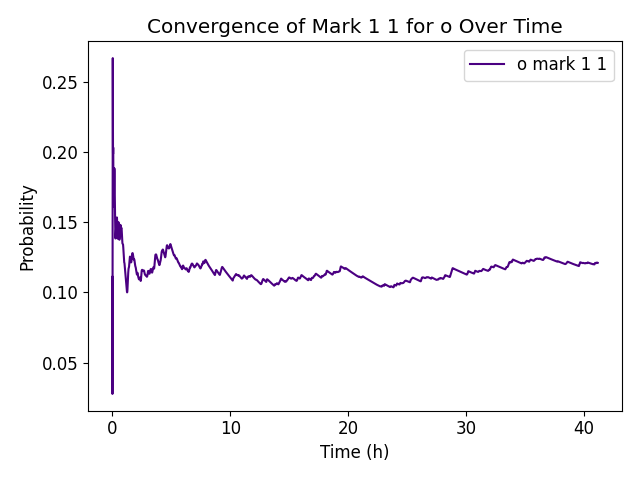 Convergence of Mark 1 1 for o Over Time
o mark 1 1
0.25
0.20
0.15
0.10
0.05
Probability
0 10 20 30 40
Time (h)